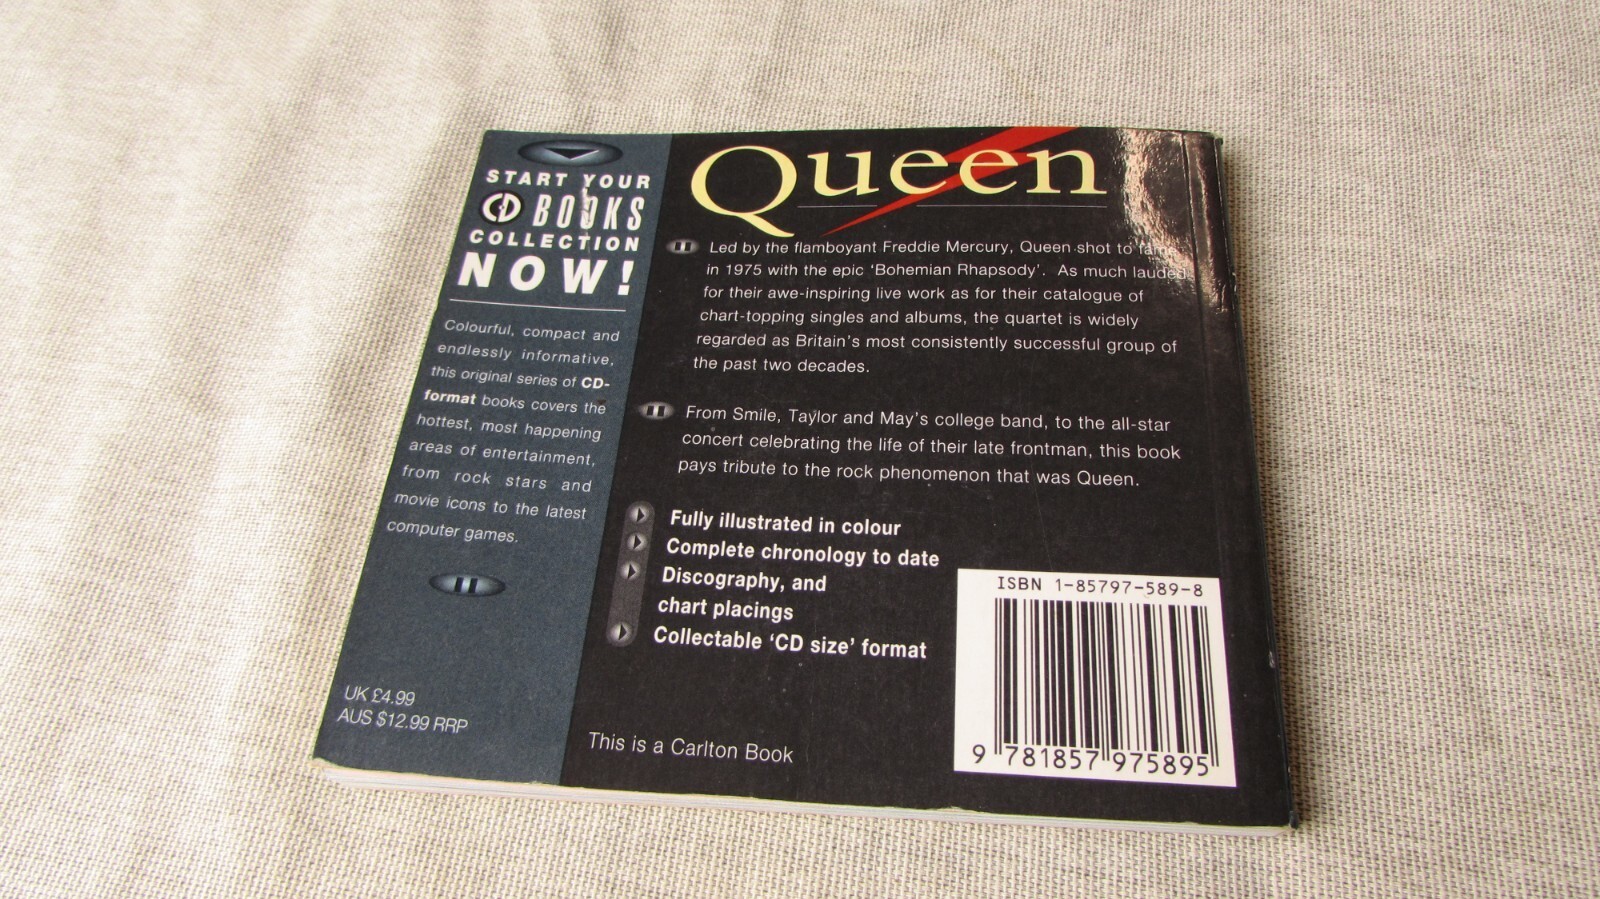 START YOUR
CD BOOKS
COLLECTION
NOW!
Colourful, compact and
endlessly informative,
this original series of CD-
format books covers the
hottest, most happening
areas of entertainment,
from rock stars and
movie icons to the latest
computer games.
UK £4.99
AUS $12.99 RRP
Queen
Led by the flamboyant Freddie Mercury, Queen shot to fame
in 1975 with the epic ‘Bohemian Rhapsody’. As much lauded
for their awe-inspiring live work as for their catalogue of
chart-topping singles and albums, the quartet is widely
regarded as Britain’s most consistently successful group of
the past two decades.
From Smile, Taylor and May’s college band, to the all-star
concert celebrating the life of their late frontman, this book
pays tribute to the rock phenomenon that was Queen.
Fully illustrated in colour
Complete chronology to date
Discography, and
chart placings
Collectable ‘CD size’ format
This is a Carlton Book
ISBN 1-85797-589-8
9 781857 975895